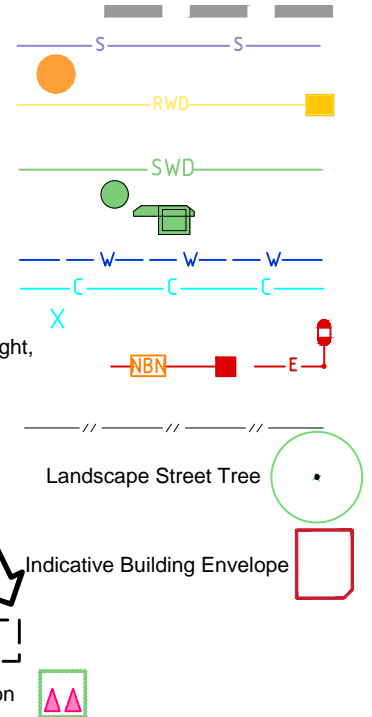 S S
RWD
SWD
W W W
C C C
X
ght,
NBN E
// // //
Landscape Street Tree
Indicative Building Envelope
on